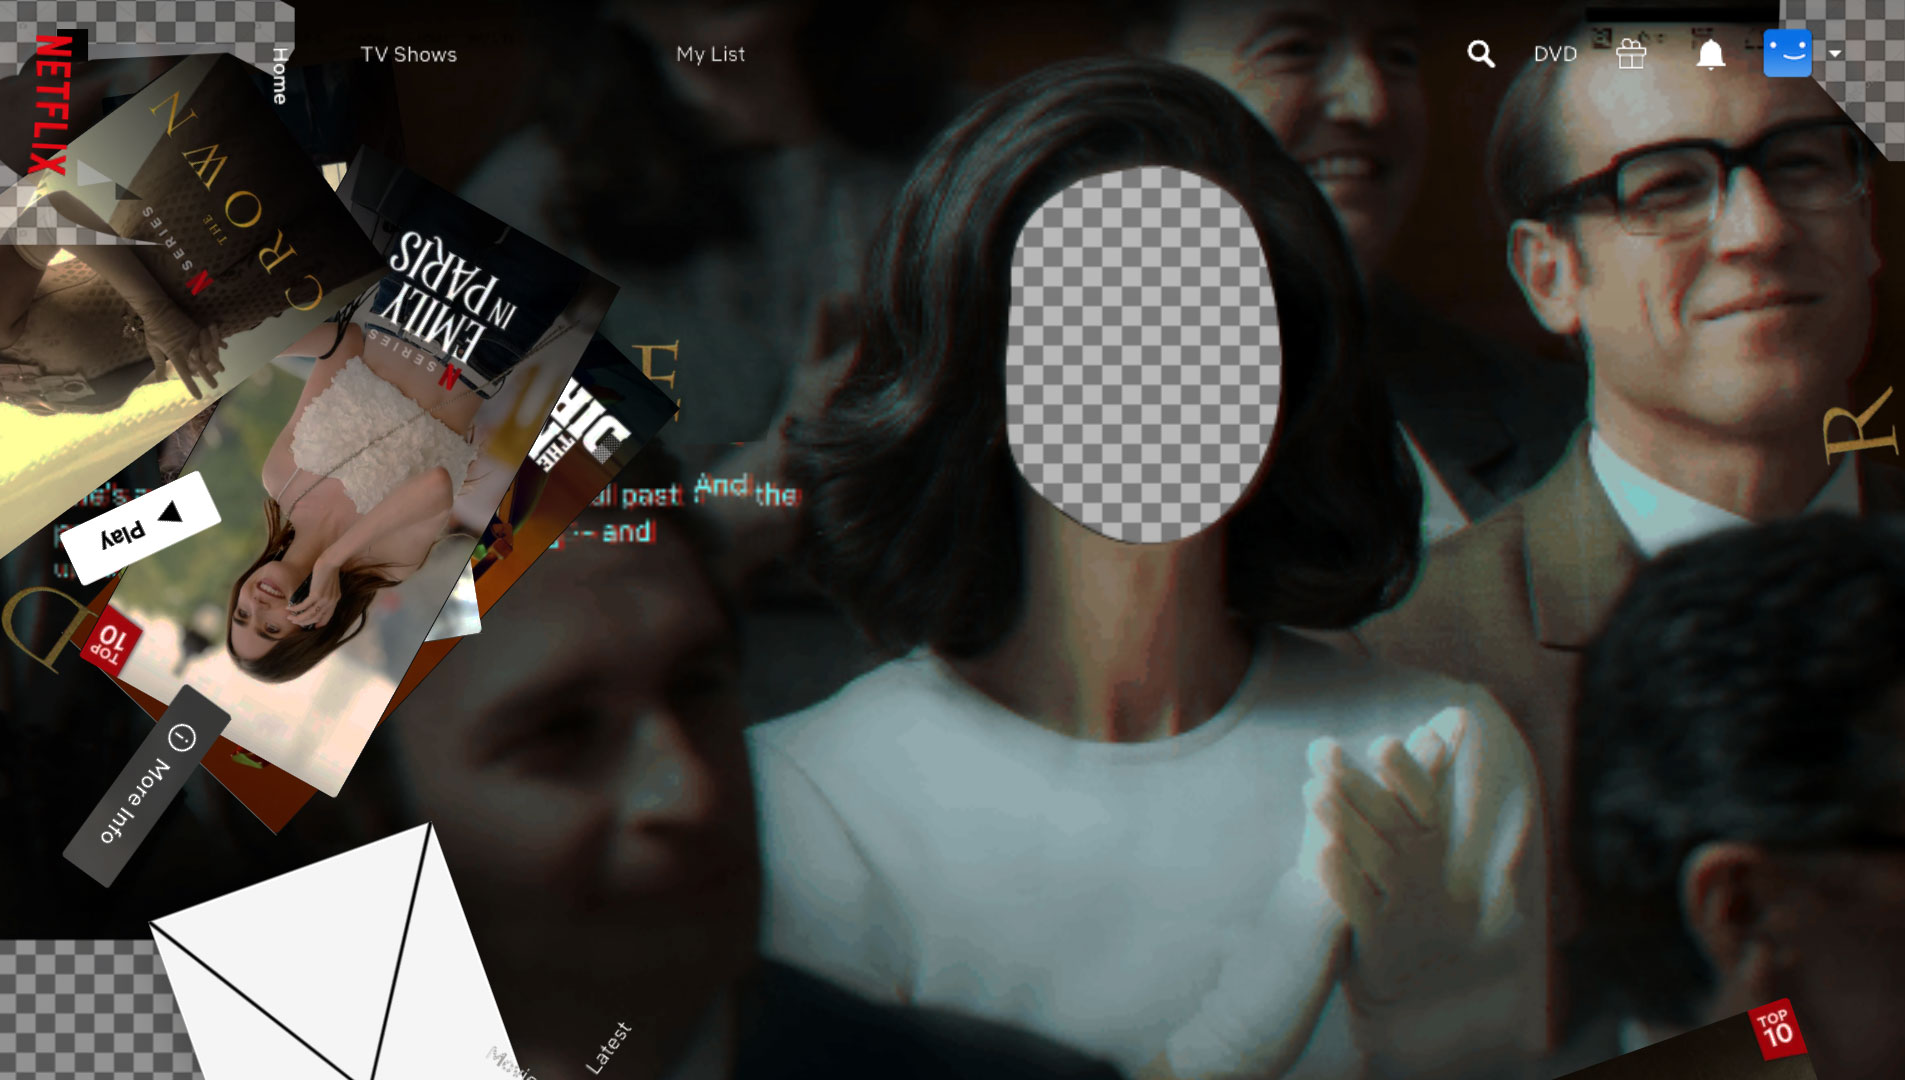 NETFLIX
Home
TV Shows
My List
DVD
CROWN
THE
N SERIES
EMILY
IN PARIS
N SERIES
THE
E
R
D
al past
And
the
-- and
Play
TOP
10
More Info
Latest
TOP
10